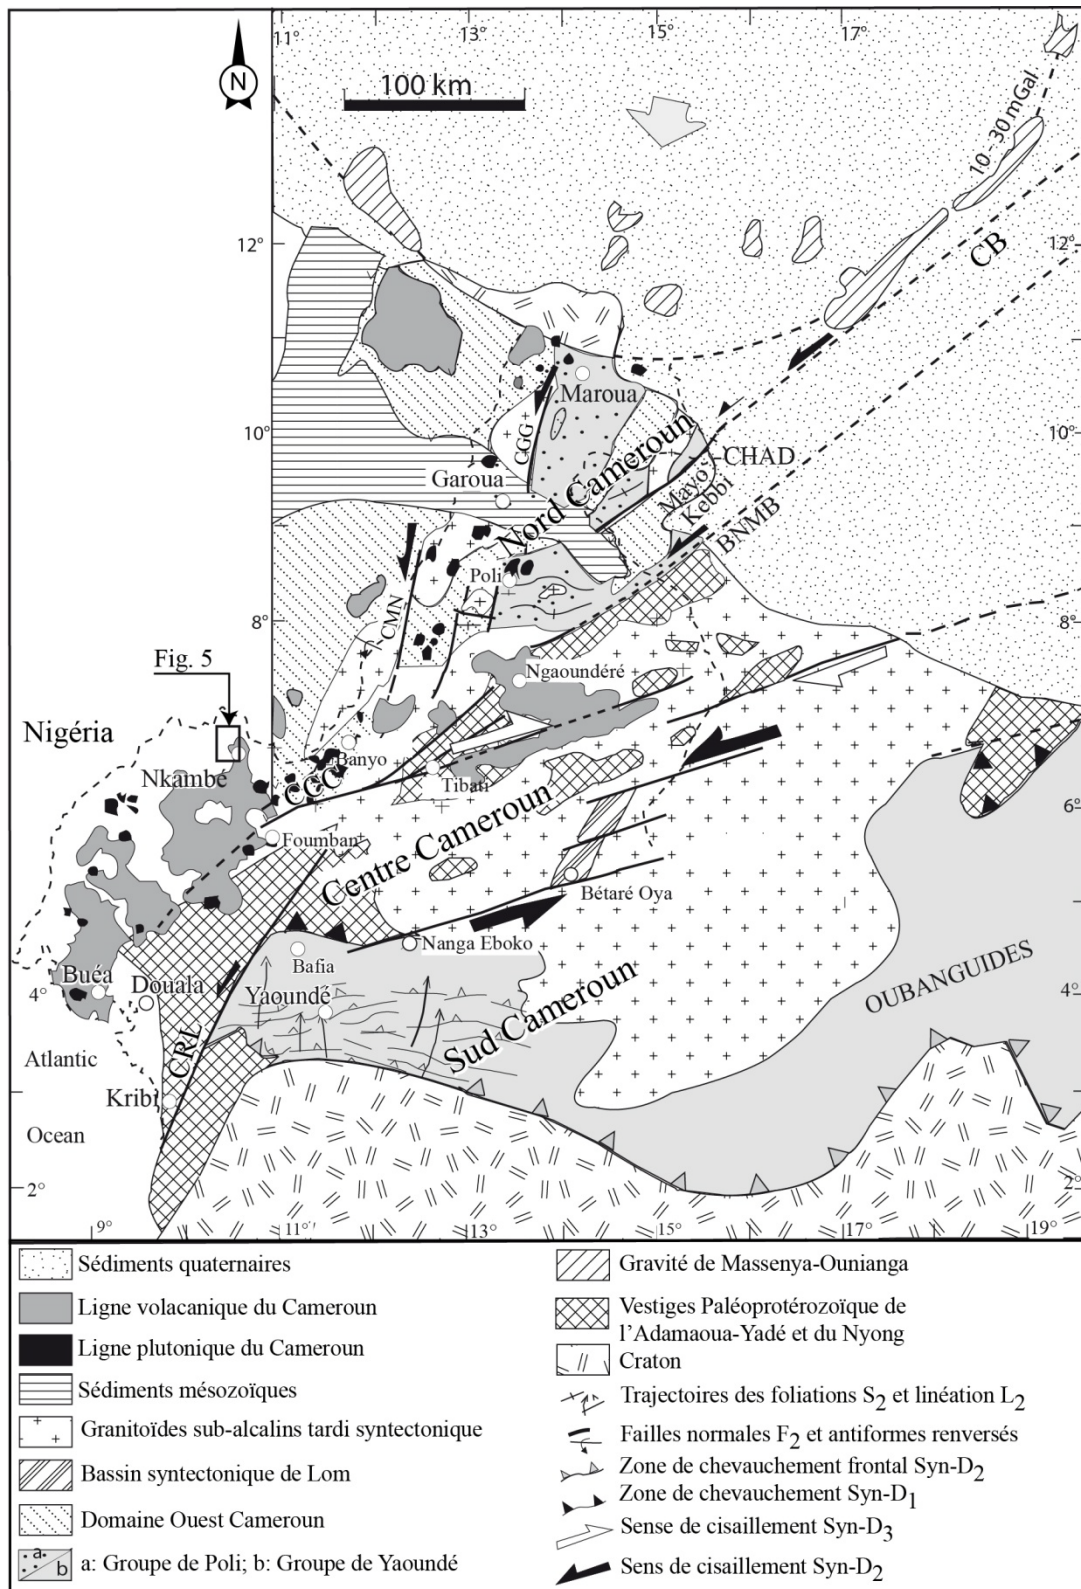 11°
13°
15°
17°
N
100 km
10 - 30 mGal
12°
CB
12°
Maroua
10°
CGG
CHAD
10°
Garoua
Mayo
Kebbi
Nord Cameroun
BNMB
Poli
CMN
8°
8°
Fig. 5
Ngaoundéré
Nigéria
Banyo
Nkambé
CCC
Tibati
6°
Foumban
Centre Cameroun
Bétaré Oya
Nanga Eboko
Bafia
OUBANGUIDES
Buéa
Douala
4°
Yaoundé
4°
Sud Cameroun
Atlantic
CRL
Kribi
Ocean
2°
2°
9°
11°
13°
15°
17°
19°
Sédiments quaternaires
Ligne volacanique du Cameroun
Ligne plutonique du Cameroun
Sédiments mésozoïques
Granitoïdes sub-alcalins tardi syntectonique
Bassin syntectonique de Lom
Domaine Ouest Cameroun
a b
a: Groupe de Poli; b: Groupe de Yaoundé
Gravité de Massenya-Ounianga
Vestiges Paléoprotérozoïque de
l'Adamaoua-Yadé et du Nyong
Craton
Trajectoires des foliations S2 et linéation L2
Failles normales F2 et antiformes renversés
Zone de chevauchement frontal Syn-D2
Zone de chevauchement Syn-D1
Sense de cisaillement Syn-D3
Sens de cisaillement Syn-D2